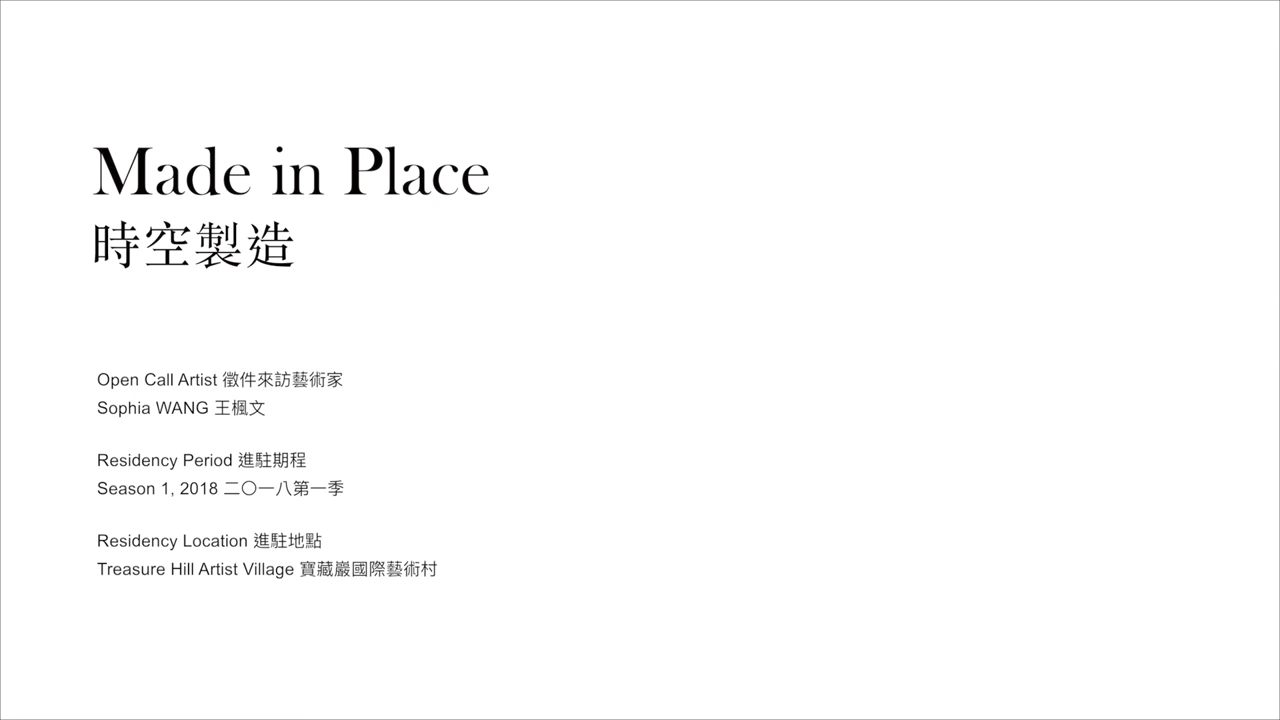 Made in Place
時空製造
Open Call Artist 徵件來訪藝術家
Sophia WANG 王楓文
Residency Period 進駐期程
Season 1, 2018 二〇一八第一季
Residency Location 進駐地點
Treasure Hill Artist Village 寶藏巖國際藝術村